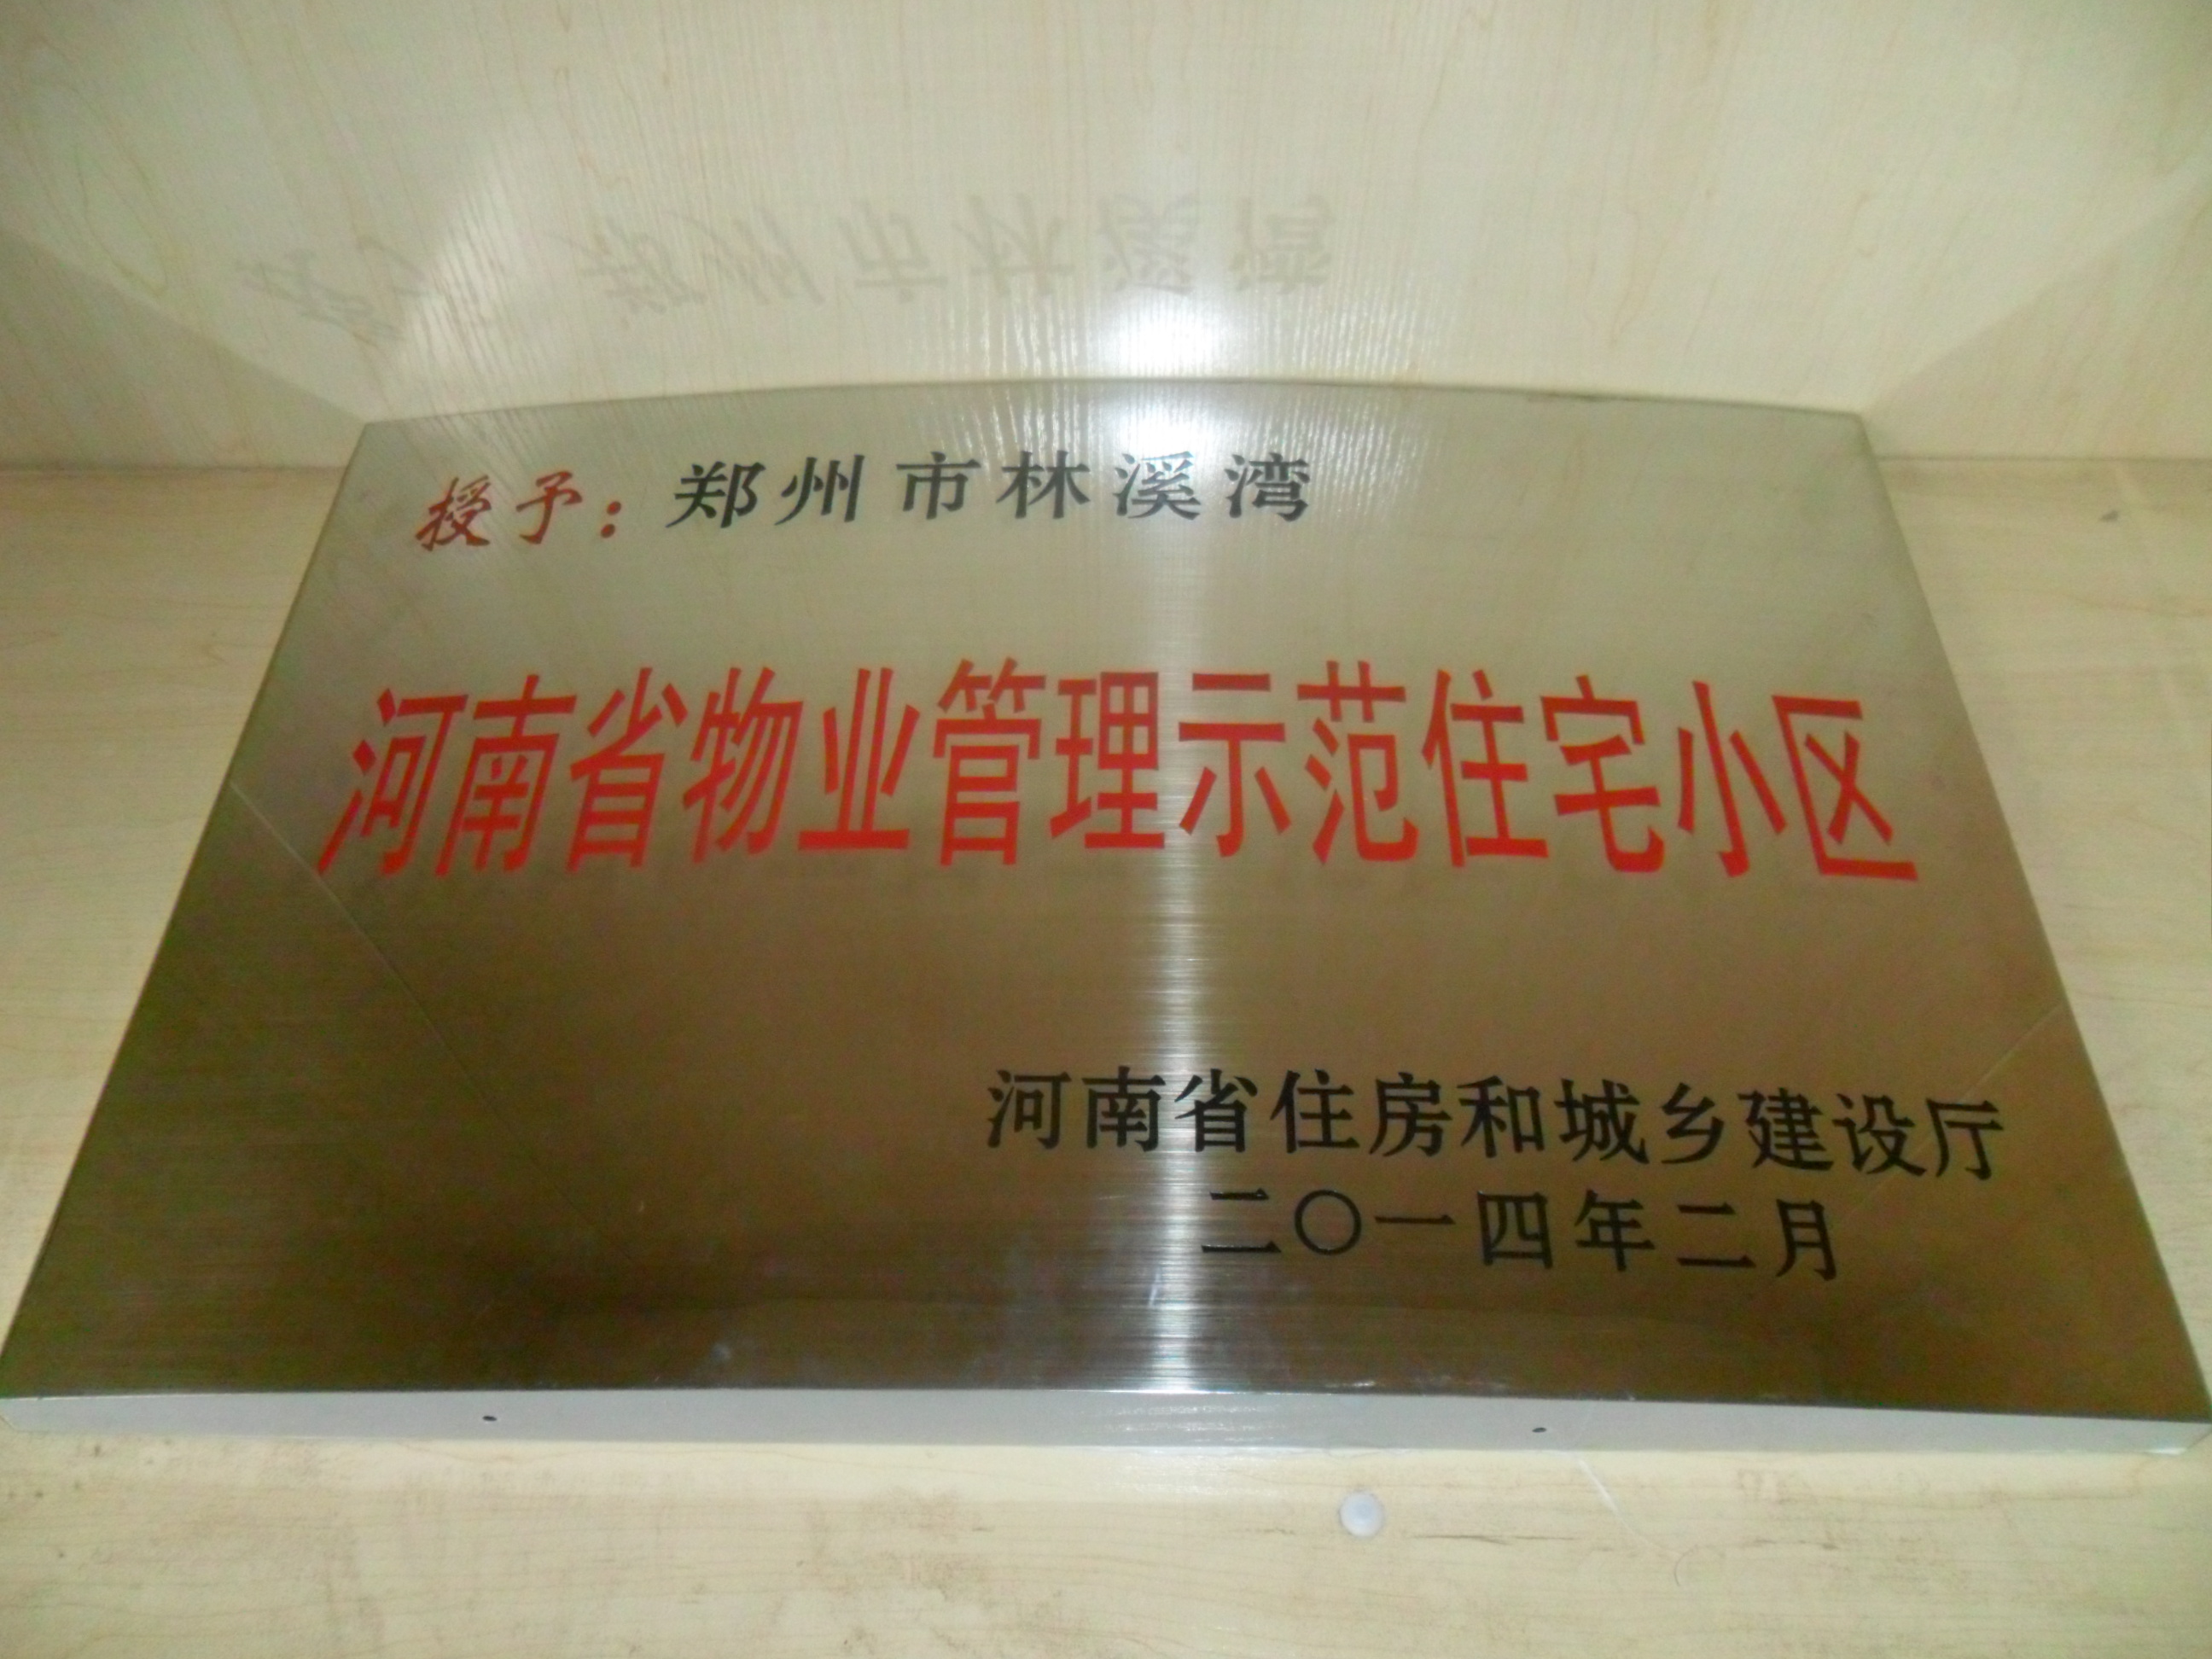 授予：郑州市林溪湾
河南省物业管理示范住宅小区
河南省住房和城乡建设厅
二〇一四年二月